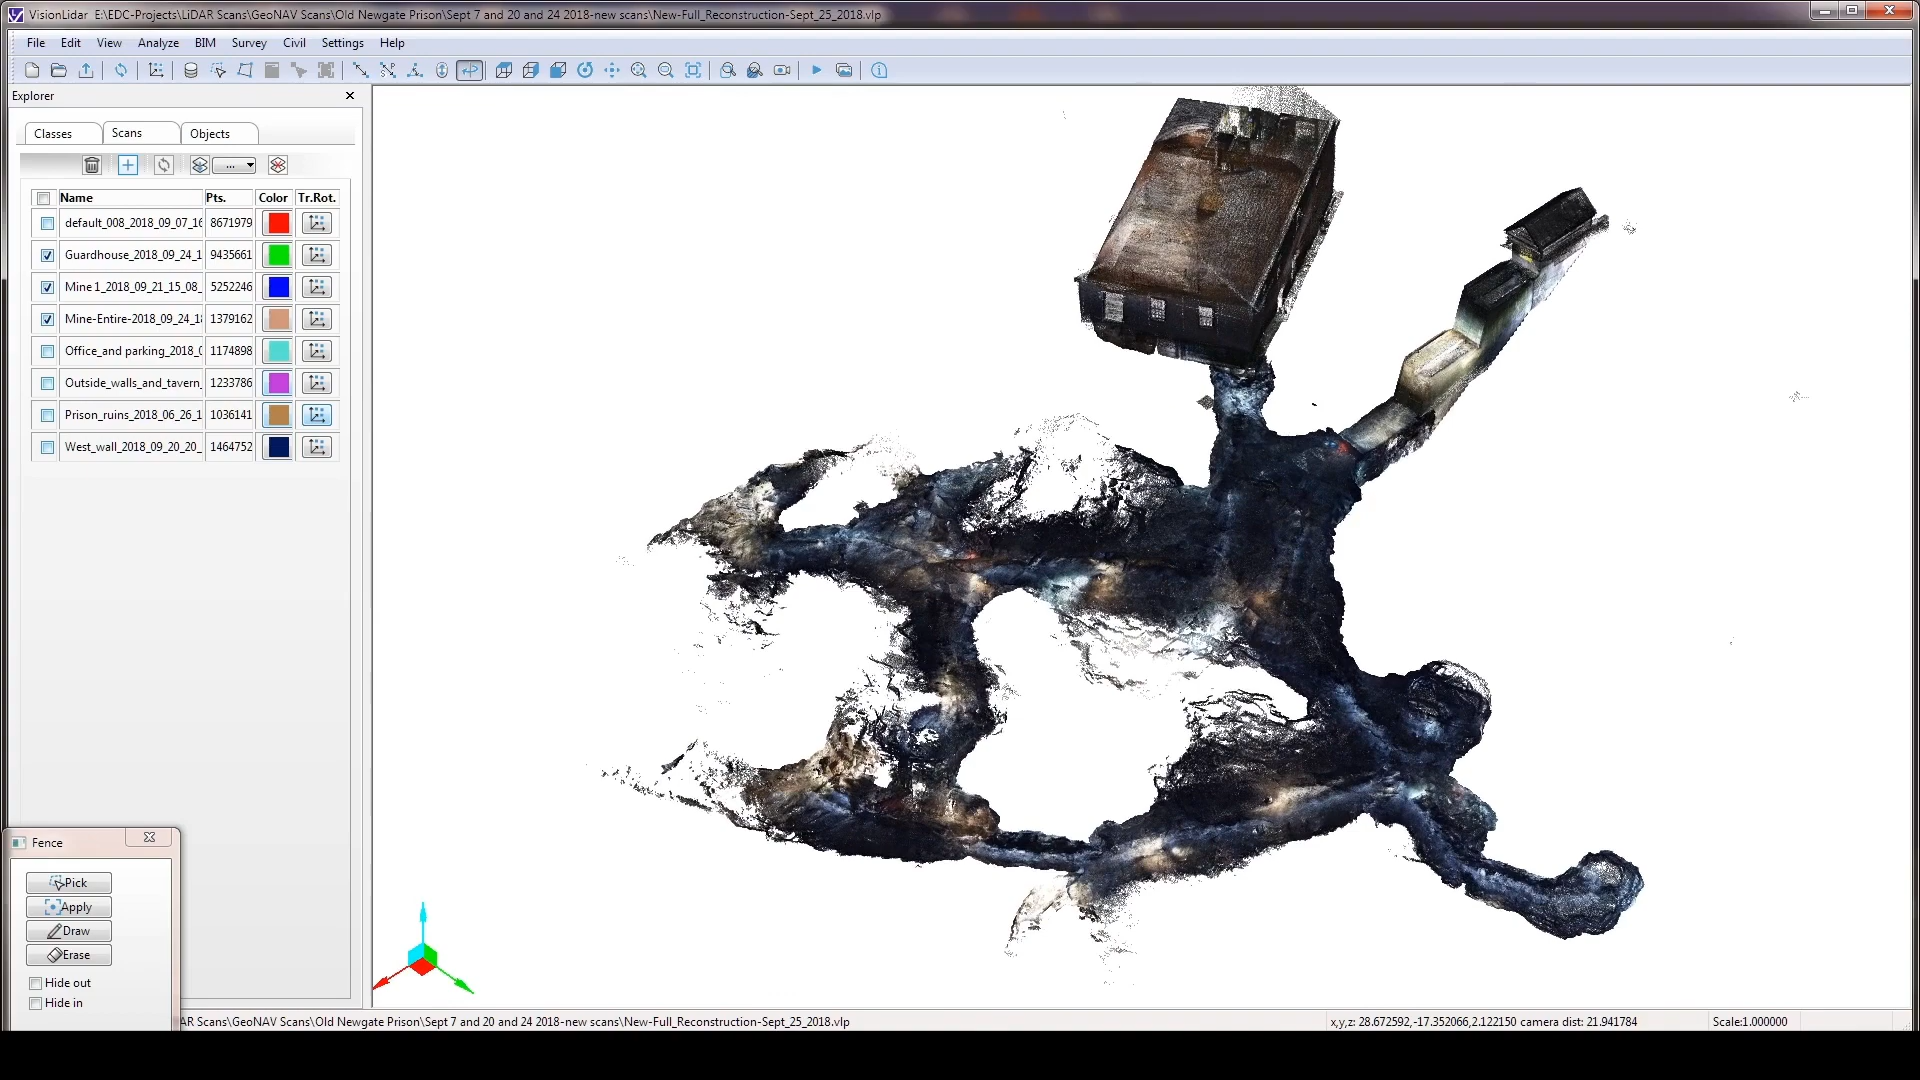 VisionLidar E:\EDC-Projects\LiDAR Scans\GeoNAV Scans\Old Newgate Prison\Sept 7 and 20 and 24 2018-new scans\New-Full_Reconstruction-Sept_25_2018.vlp
File Edit View Analyze BIM Survey Civil Settings Help
Explorer
Classes Scans Objects
...
Name Pts. Color Tr.Rot.
default_008_2018_09_07_16 8671979
Guardhouse_2018_09_24_1 9435661
Mine 1_2018_09_21_15_08_ 5252246
Mine-Entire-2018_09_24_18 1379162
Office_and parking_2018_0 1174898
Outside_walls_and_tavern_ 1233786
Prison_ruins_2018_06_26_1 1036141
West_wall_2018_09_20_20_ 1464752
Fence
Pick
Apply
Draw
Erase
Hide out
Hide in
AR Scans\GeoNAV Scans\Old Newgate Prison\Sept 7 and 20 and 24 2018-new scans\New-Full_Reconstruction-Sept_25_2018.vlp
x,y,z: 28.672592,-17.352066,2.122150 camera dist: 21.941784
Scale:1.000000